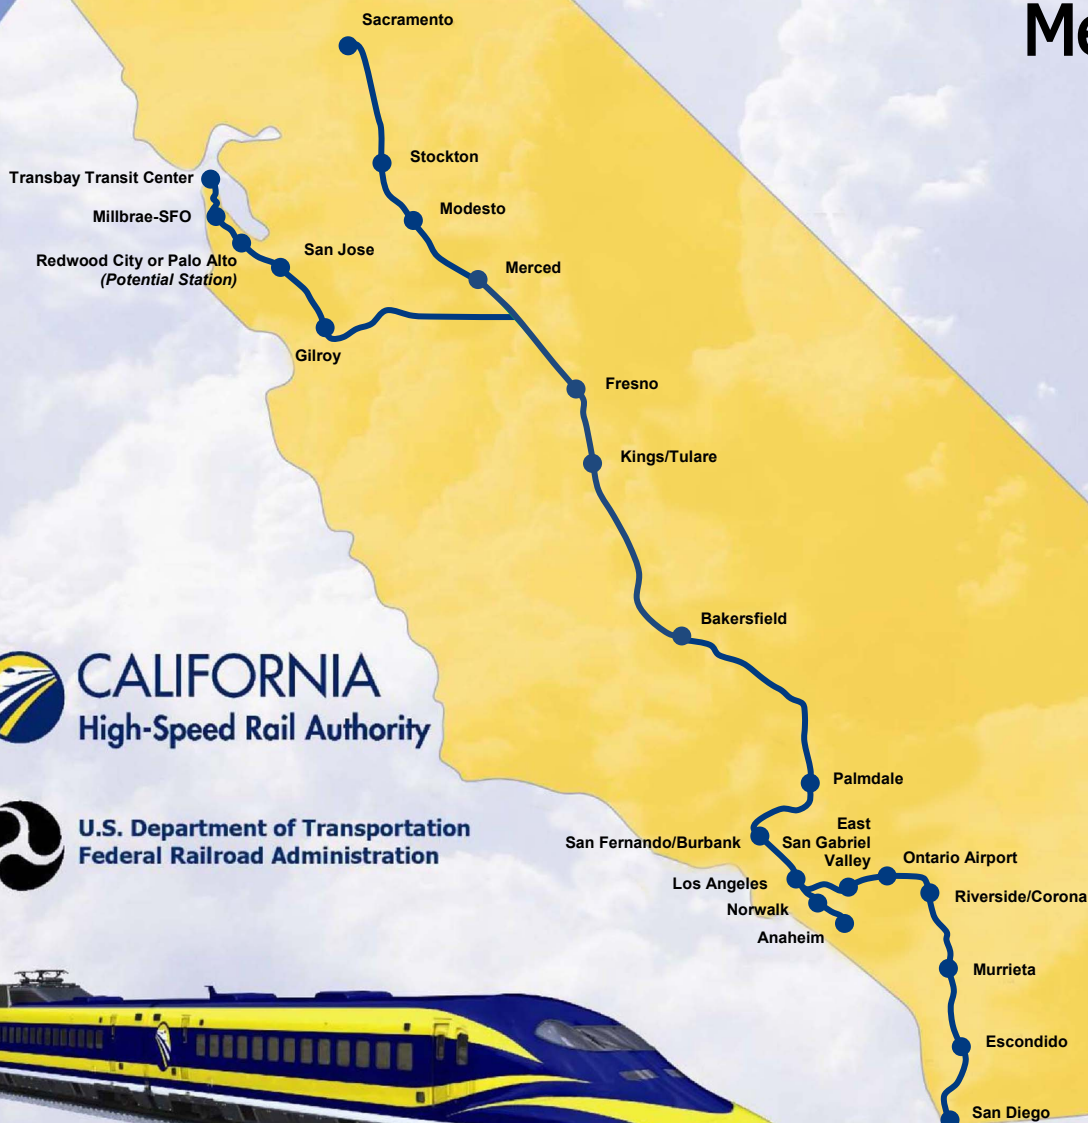 Me
Sacramento
Stockton
Transbay Transit Center
Modesto
Millbrae-SFO
San Jose
Redwood City or Palo Alto
(Potential Station)
Merced
Gilroy
Fresno
Kings/Tulare
Bakersfield
CALIFORNIA
High-Speed Rail Authority
Palmdale
U.S. Department of Transportation
Federal Railroad Administration
San Fernando/Burbank
East
San Gabriel
Valley
Ontario Airport
Los Angeles
Riverside/Corona
Norwalk
Anaheim
Murrieta
Escondido
San Diego